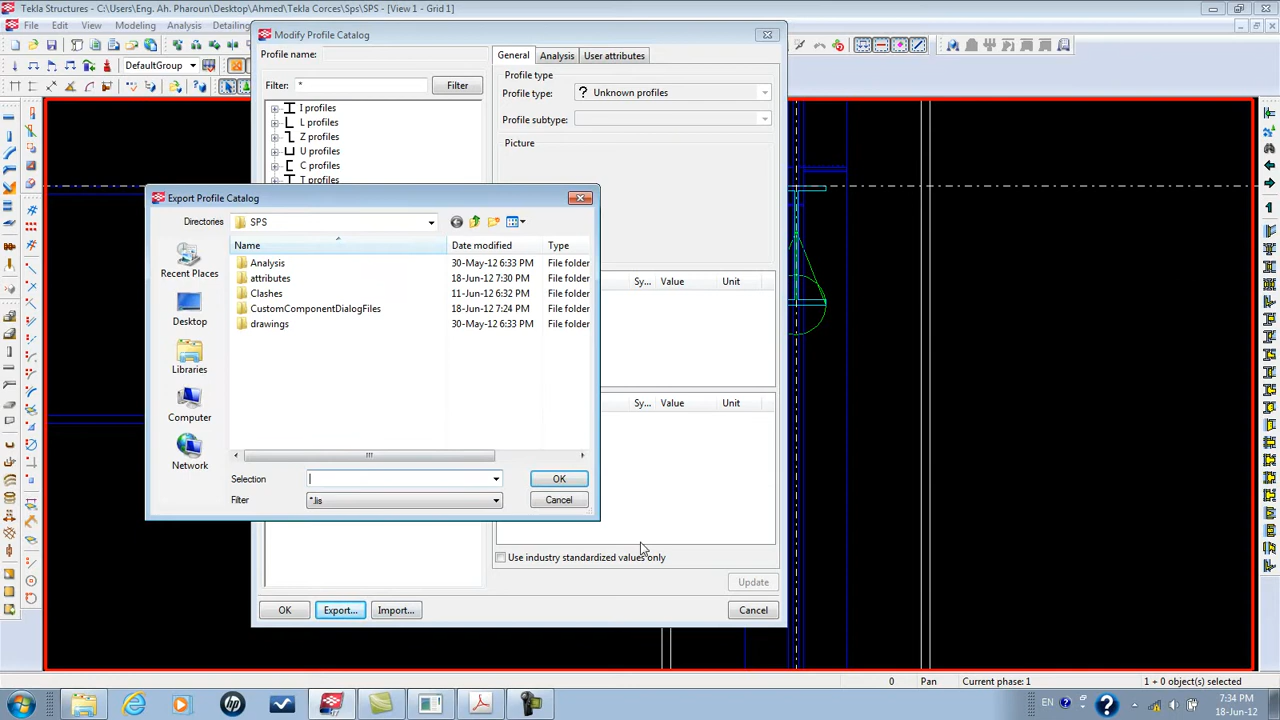 Tekla Structures - C:\Users\Eng. Ah. Pharoun\Desktop\Ahmed\Tekla Corces\Sps\SPS - [View 1 - Grid 1]
File Edit View Modeling Analysis Detailing
Modify Profile Catalog
Profile name:
General Analysis User attributes
DefaultGroup
Filter: * Filter
Profile type
Profile type: ? Unknown profiles
Profile subtype:
Picture
I profiles
L profiles
Z profiles
U profiles
C profiles
T profiles
Export Profile Catalog
Directories SPS
Name Date modified Type
Recent Places
Desktop
Libraries
Computer
Network
Analysis 30-May-12 6:33 PM File folder
attributes 18-Jun-12 7:30 PM File folder
Clashes 11-Jun-12 6:32 PM File folder
CustomComponentDialogFiles 18-Jun-12 7:24 PM File folder
drawings 30-May-12 6:33 PM File folder
Selection OK
Filter *.lis Cancel
Sy... Value Unit
Sy... Value Unit
Use industry standardized values only
Update
OK Export... Import... Cancel
0 Pan Current phase: 1 1 + 0 object(s) selected
EN 7:34 PM
18-Jun-12